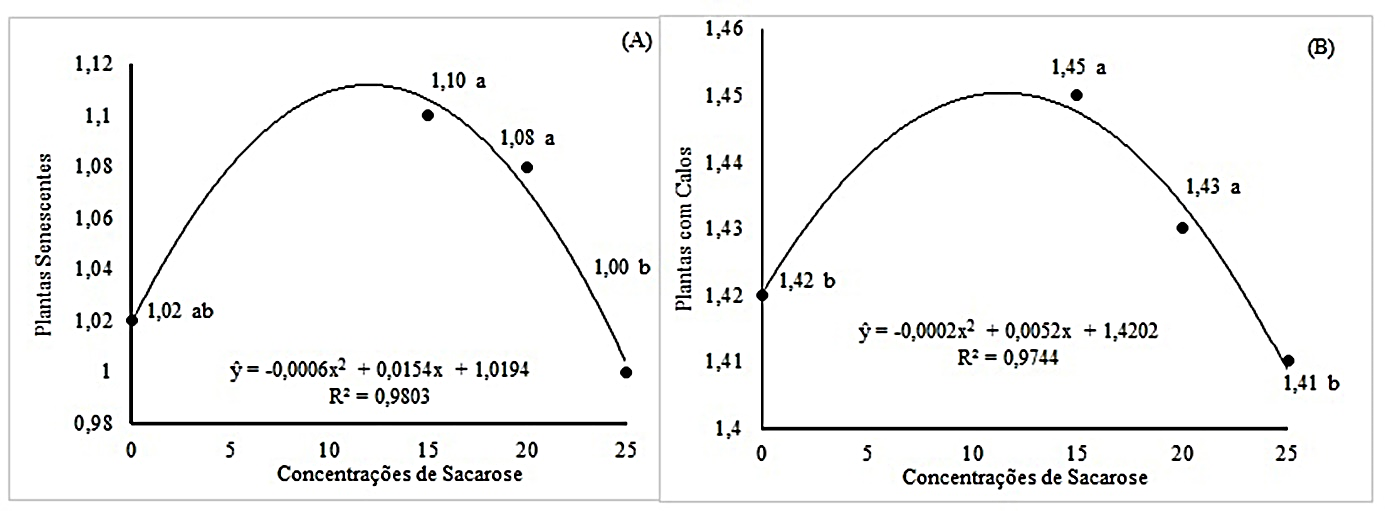 (A)
1,12
1,1
1,08
1,06
1,04
1,02
1
0,98
Plantas Senescentes
1,10 a
1,08 a
1,00 b
1,02 ab
ŷ = -0,0006x² + 0,0154x + 1,0194
R² = 0,9803
0 5 10 15 20 25
Concentrações de Sacarose
(B)
1,46
1,45
1,44
1,43
1,42
1,41
1,4
Plantas com Calos
1,45 a
1,43 a
1,42 b
ŷ = -0,0002x² + 0,0052x + 1,4202
R² = 0,9744
1,41 b
0 5 10 15 20 25
Concentrações de Sacarose